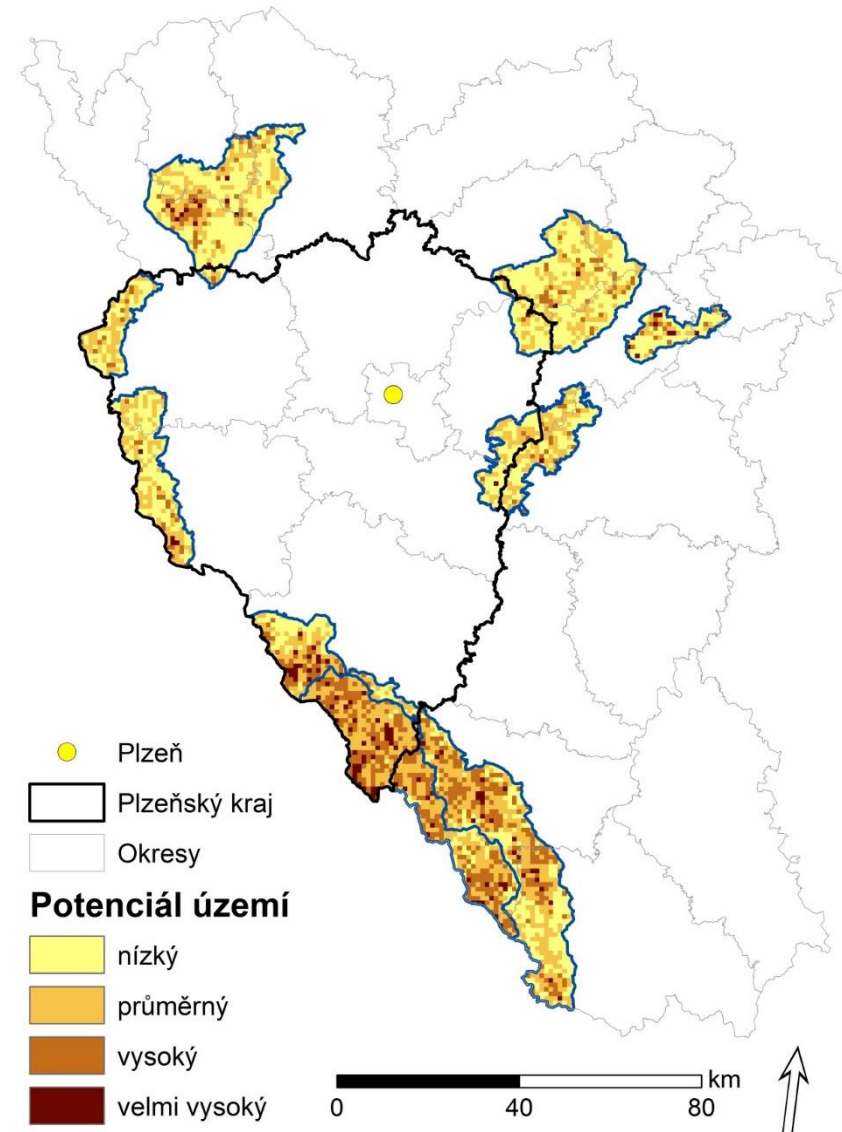 Plzeň
Plzeňský kraj
Okresy
Potenciál území
nízký
průměrný
vysoký
velmi vysoký
km
0 40 80